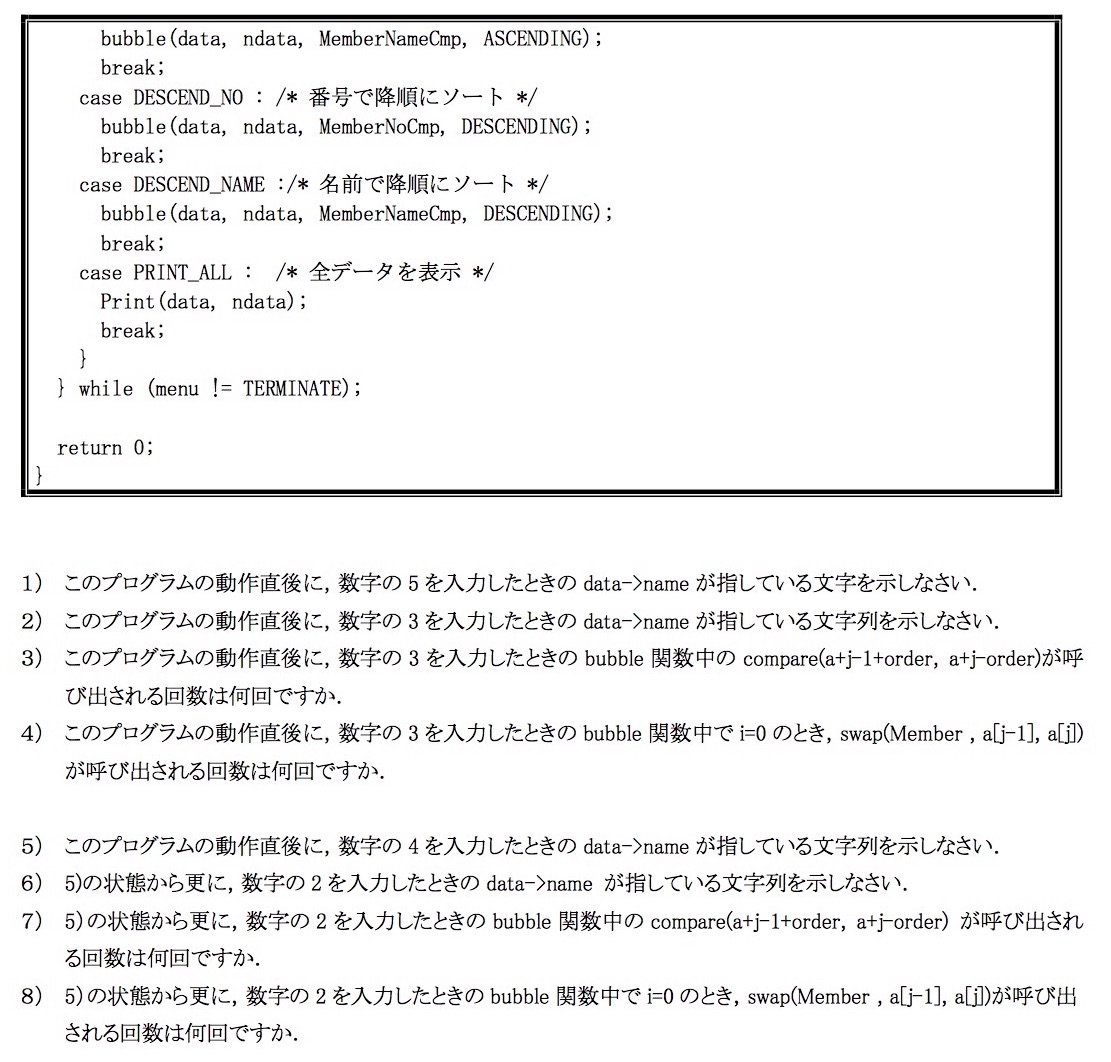 bubble(data, ndata, MemberNameCmp, ASCENDING);
break;
case DESCEND_NO : /* 番号で降順にソート */
bubble(data, ndata, MemberNoCmp, DESCENDING);
break;
case DESCEND_NAME :/* 名前で降順にソート */
bubble(data, ndata, MemberNameCmp, DESCENDING);
break;
case PRINT_ALL : /* 全データを表示 */
Print(data, ndata);
break;
}
} while (menu != TERMINATE);
return 0;
}
1) このプログラムの動作直後に, 数字の 5 を入力したときの data->name が指している文字を示しなさい.
2) このプログラムの動作直後に, 数字の 3 を入力したときの data->name が指している文字列を示しなさい.
3) このプログラムの動作直後に, 数字の 3 を入力したときの bubble 関数中の compare(a+j-1+order, a+j-order)が呼
び出される回数は何回ですか.
4) このプログラムの動作直後に, 数字の 3 を入力したときの bubble 関数中で i=0 のとき, swap(Member , a[j-1], a[j])
が呼び出される回数は何回ですか.
5) このプログラムの動作直後に, 数字の 4 を入力したときの data->name が指している文字列を示しなさい.
6) 5)の状態から更に, 数字の 2 を入力したときの data->name が指している文字列を示しなさい.
7) 5)の状態から更に, 数字の 2 を入力したときの bubble 関数中の compare(a+j-1+order, a+j-order) が呼び出され
る回数は何回ですか.
8) 5)の状態から更に, 数字の 2 を入力したときの bubble 関数中で i=0 のとき, swap(Member , a[j-1], a[j])が呼び出
される回数は何回ですか.